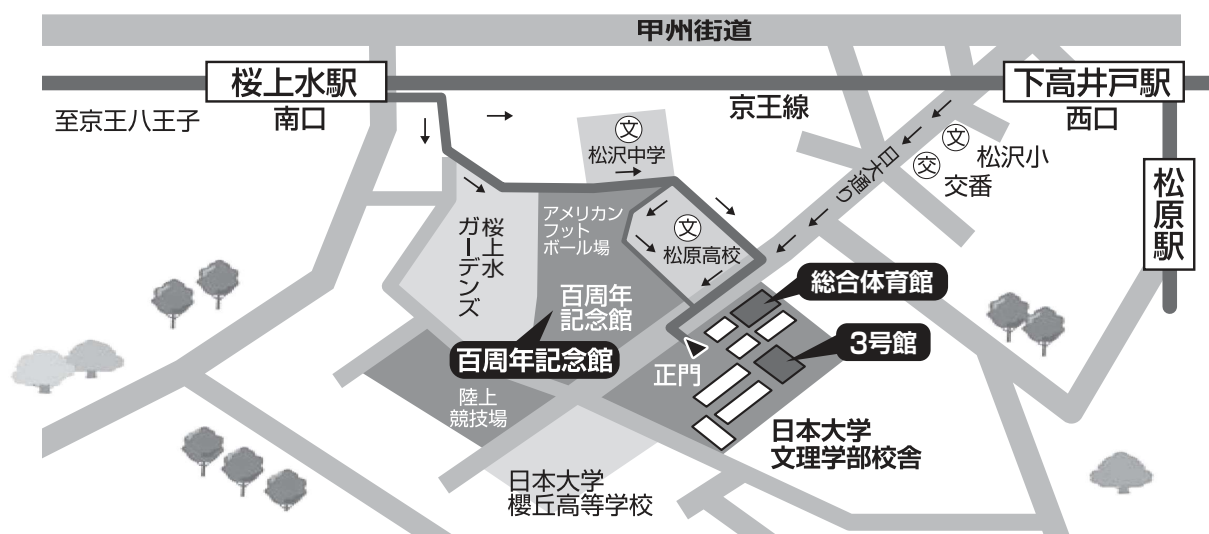 甲州街道
桜上水駅
南口
至京王八王子
京王線
下高井戸駅
西口
文
松沢中学
文
松沢小
交
交番
日大通り
松原駅
アメリカン
フット
ボール場
文
松原高校
桜上水
ガーデンズ
百周年
記念館
百周年記念館
総合体育館
3号館
正門
陸上
競技場
日本大学
文理学部校舎
日本大学
櫻丘高等学校